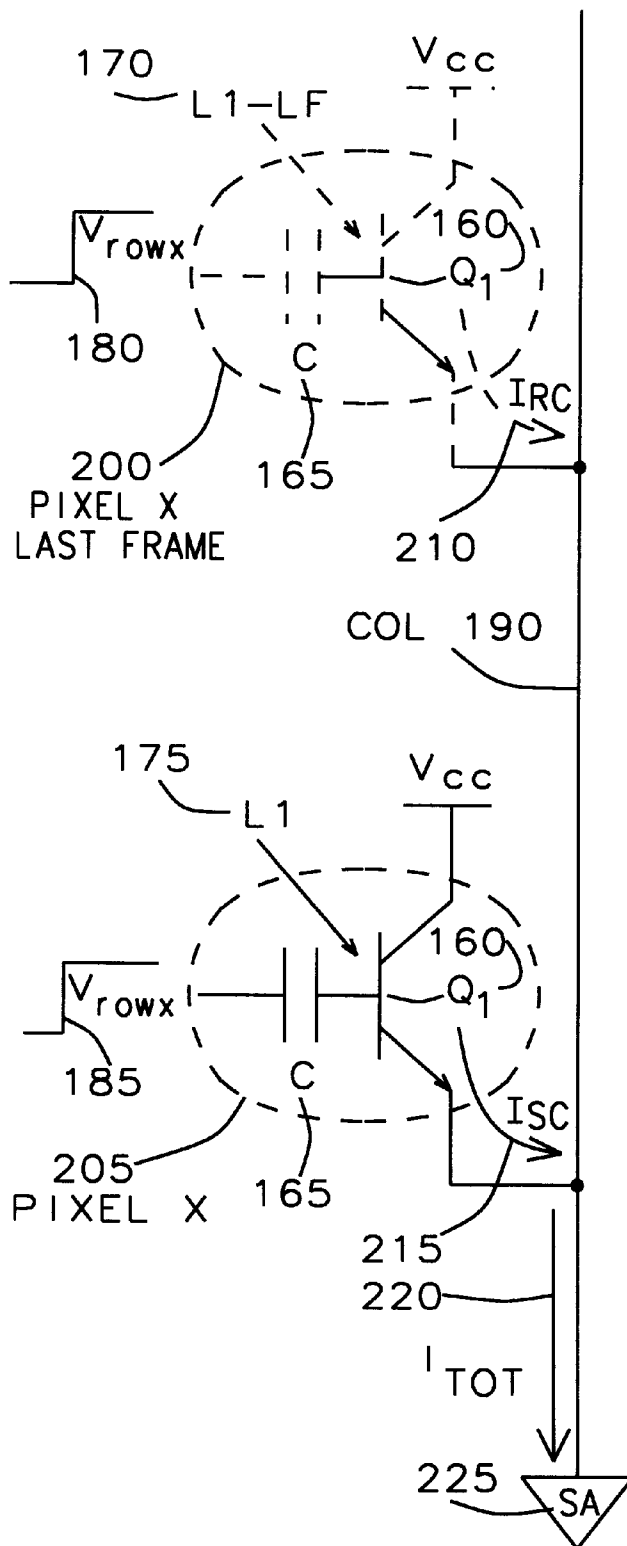 170
L1-LF
Vcc
Vrowx
160
Q1
180
C
IRC
200
165
PIXEL X
LAST FRAME
210
COL 190
175
L1
Vcc
160
Vrowx
Q1
185
C
ISC
205
165
PIXEL X
215
220
ITOT
225
SA